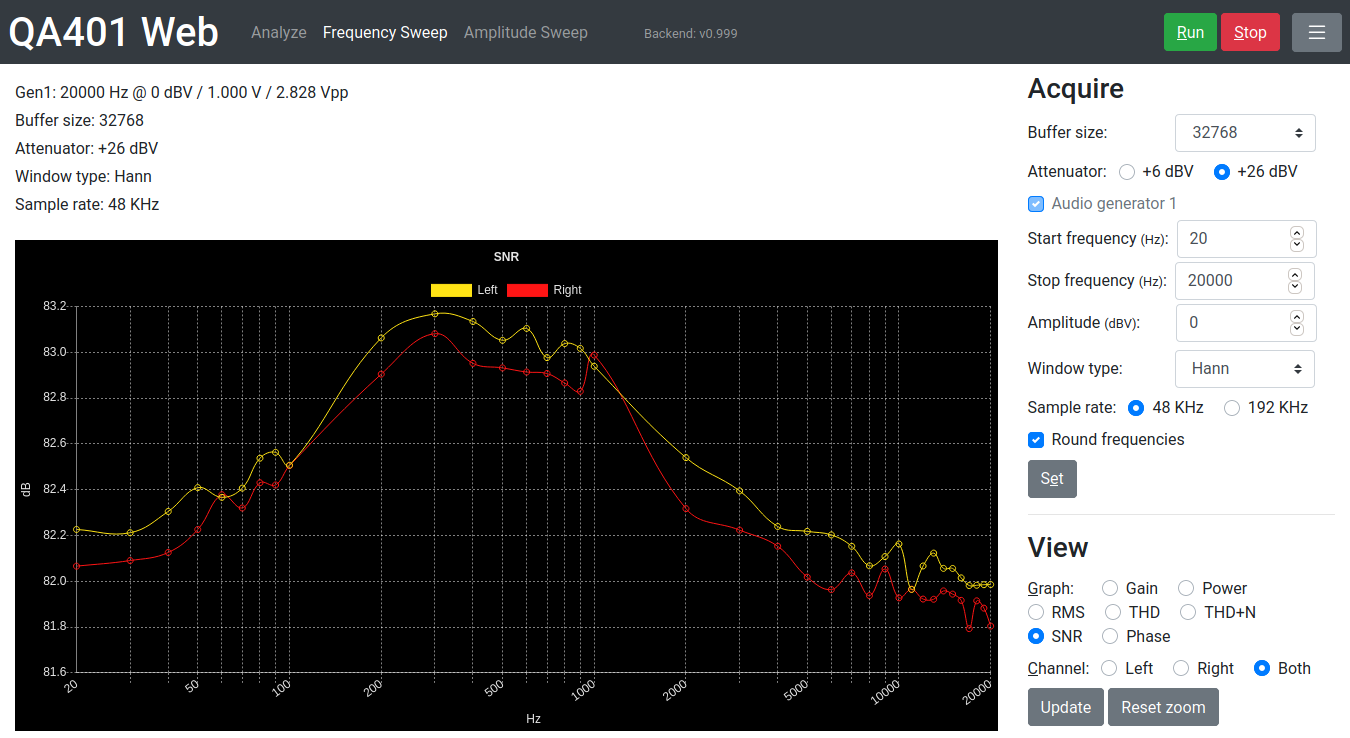 QA401 Web Analyze Frequency Sweep Amplitude Sweep Backend: v0.999 Run Stop
Gen1: 20000 Hz @ 0 dBV / 1.000 V / 2.828 Vpp
Buffer size: 32768
Attenuator: +26 dBV
Window type: Hann
Sample rate: 48 KHz
SNR
Left Right
83.2
83.0
82.8
82.6
82.4
82.2
82.0
81.8
81.6
dB
20 50 100 200 500 1000 2000 5000 10000 20000
Hz
Acquire
Buffer size: 32768
Attenuator: +6 dBV +26 dBV
Audio generator 1
Start frequency (Hz): 20
Stop frequency (Hz): 20000
Amplitude (dBV): 0
Window type: Hann
Sample rate: 48 KHz 192 KHz
Round frequencies
Set
View
Graph: Gain Power
RMS THD THD+N
SNR Phase
Channel: Left Right Both
Update Reset zoom